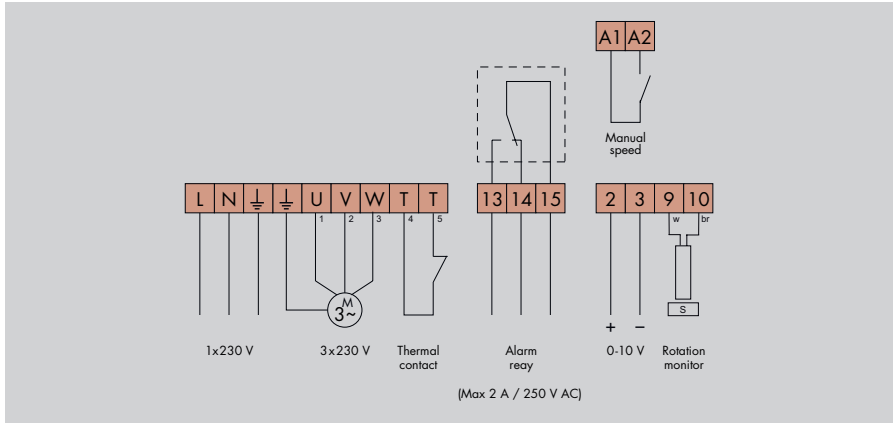 A1 A2
Manual
speed
L N U V W T T
1 2 3 4 5
13 14 15
2 3 9 10
w br
M
3~
S
+ −
1x230 V
3x230 V
Thermal
contact
Alarm
reay
(Max 2 A / 250 V AC)
0-10 V
Rotation
monitor